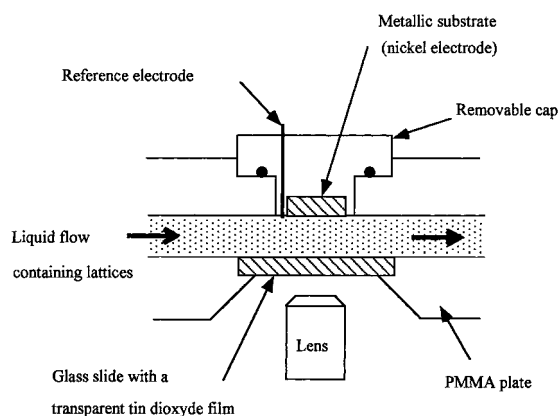 Metallic substrate
(nickel electrode)
Reference electrode
Removable cap
Liquid flow
containing lattices
Lens
Glass slide with a
transparent tin dioxyde film
PMMA plate